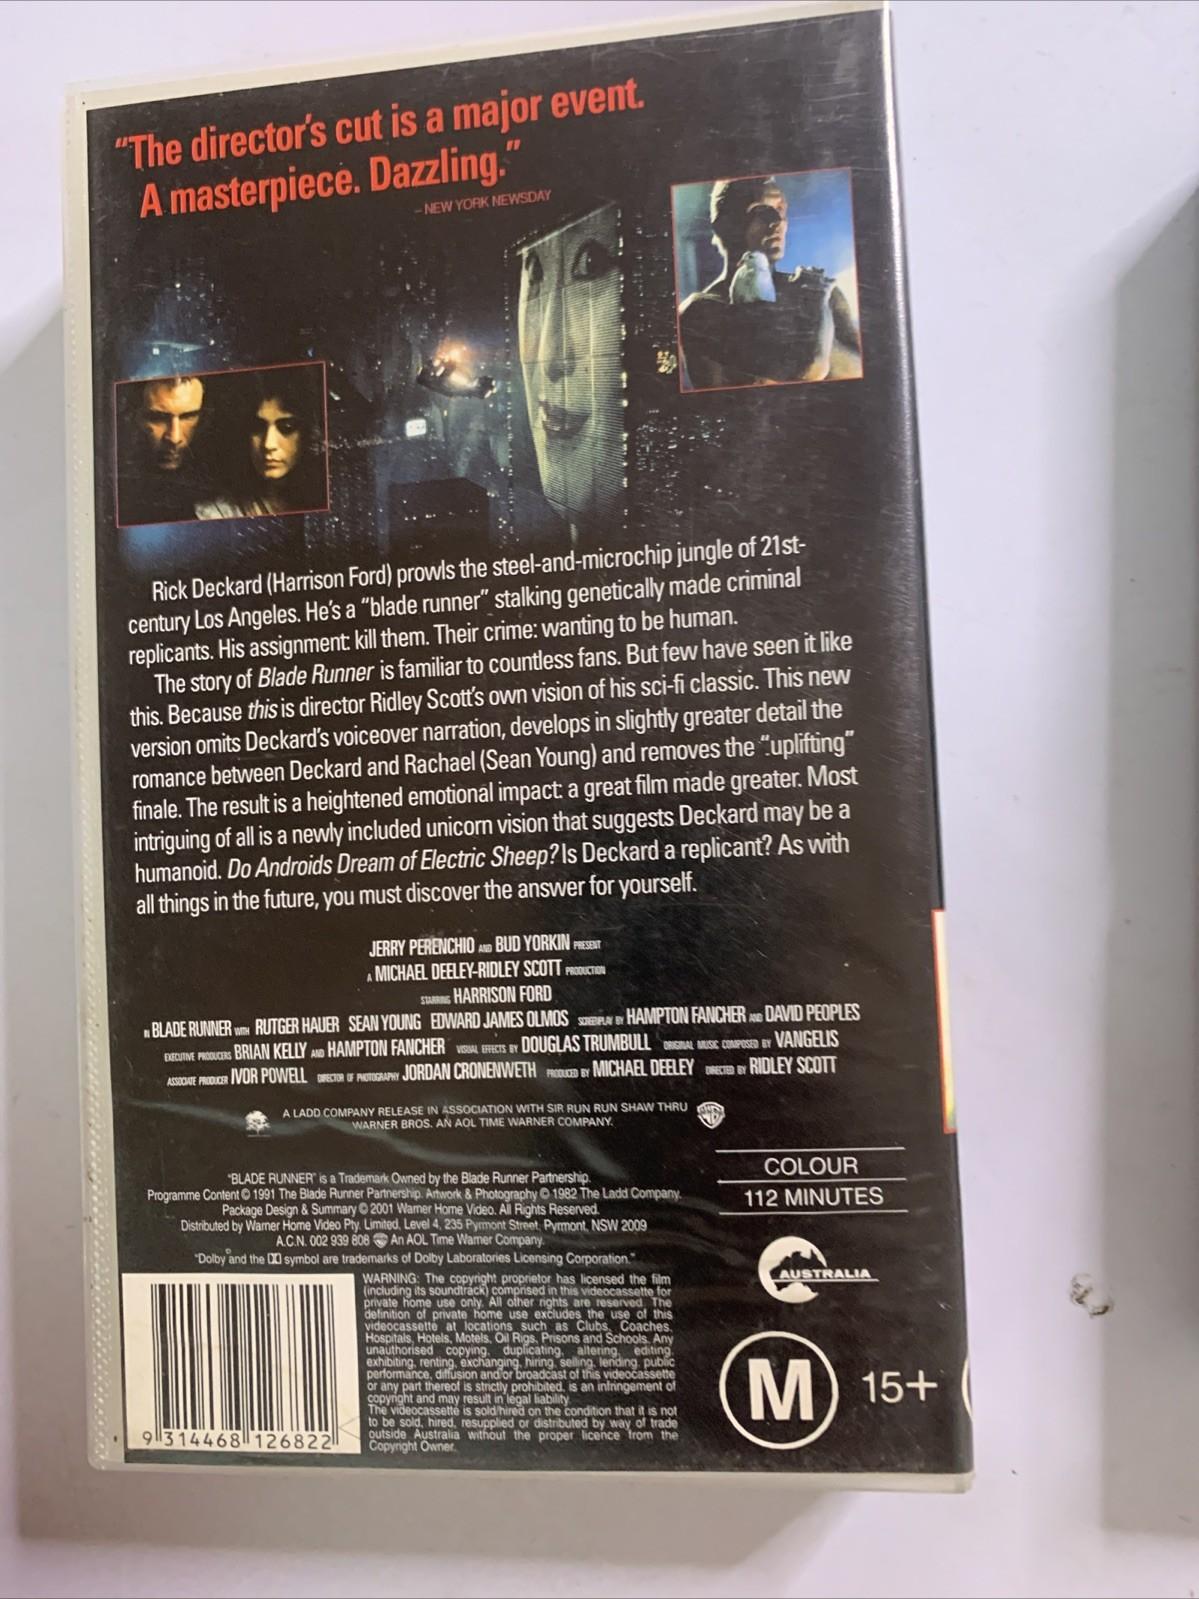 "The director's cut is a major event.
A masterpiece. Dazzling."
– NEW YORK NEWSDAY
Rick Deckard (Harrison Ford) prowls the steel-and-microchip jungle of 21st-
century Los Angeles. He's a "blade runner" stalking genetically made criminal
replicants. His assignment: kill them. Their crime: wanting to be human.
The story of Blade Runner is familiar to countless fans. But few have seen it like
this. Because this is director Ridley Scott's own vision of his sci-fi classic. This new
version omits Deckard's voiceover narration, develops in slightly greater detail the
romance between Deckard and Rachael (Sean Young) and removes the "uplifting"
finale. The result is a heightened emotional impact: a great film made greater. Most
intriguing of all is a newly included unicorn vision that suggests Deckard may be a
humanoid. Do Androids Dream of Electric Sheep? Is Deckard a replicant? As with
all things in the future, you must discover the answer for yourself.
JERRY PERENCHIO AND BUD YORKIN PRESENT
A MICHAEL DEELEY-RIDLEY SCOTT PRODUCTION
STARRING HARRISON FORD
IN BLADE RUNNER WITH RUTGER HAUER SEAN YOUNG EDWARD JAMES OLMOS SCREENPLAY BY HAMPTON FANCHER AND DAVID PEOPLES
EXECUTIVE PRODUCERS BRIAN KELLY AND HAMPTON FANCHER VISUAL EFFECTS BY DOUGLAS TRUMBULL ORIGINAL MUSIC COMPOSED BY VANGELIS
ASSOCIATE PRODUCER IVOR POWELL DIRECTOR OF PHOTOGRAPHY JORDAN CRONENWETH PRODUCED BY MICHAEL DEELEY DIRECTED BY RIDLEY SCOTT
A LADD COMPANY RELEASE IN ASSOCIATION WITH SIR RUN RUN SHAW THRU
WARNER BROS. AN AOL TIME WARNER COMPANY.
COLOUR
112 MINUTES
"BLADE RUNNER" is a Trademark Owned by the Blade Runner Partnership.
Programme Content © 1991 The Blade Runner Partnership. Artwork & Photography © 1982 The Ladd Company.
Package Design & Summary © 2001 Warner Home Video. All Rights Reserved.
Distributed by Warner Home Video Pty. Limited, Level 4, 235 Pyrmont Street, Pyrmont, NSW 2009
A.C.N. 002 939 808 An AOL Time Warner Company.
"Dolby and the symbol are trademarks of Dolby Laboratories Licensing Corporation."
AUSTRALIA
WARNING: The copyright proprietor has licensed the film
(including its soundtrack) comprised in this videocassette for
private home use only. All other rights are reserved. The
definition of private home use excludes the use of this
videocassette at locations such as Clubs, Coaches,
Hospitals, Hotels, Motels, Oil Rigs, Prisons and Schools. Any
unauthorised copying, duplicating, altering, editing,
exhibiting, renting, exchanging, hiring, selling, lending, public
performance, diffusion and/or broadcast of this videocassette
or any part thereof is strictly prohibited, is an infringement of
copyright and may result in legal liability.
The videocassette is sold/hired on the condition that it is not
to be sold, hired, resupplied or distributed by way of trade
outside Australia without the proper licence from the
Copyright Owner.
M 15+
9 314468 126822